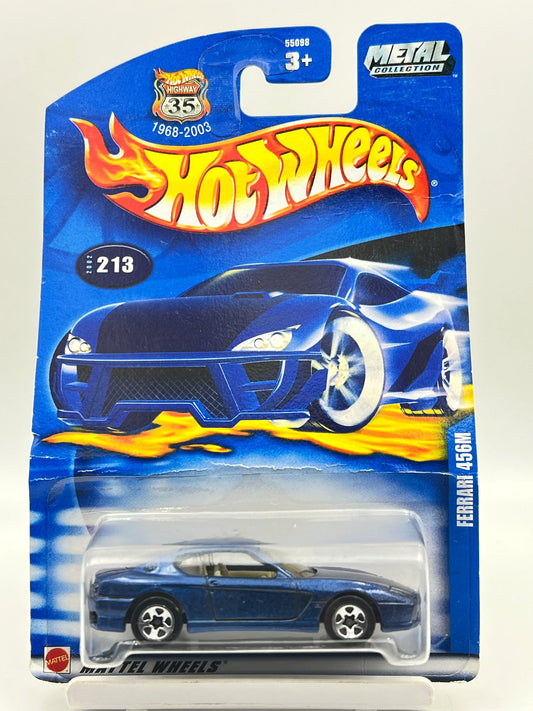 55098
3+
METAL
COLLECTION
™
Hot Wheels
HIGHWAY
35
1968-2003
HOT WHEELS®
2002
213
FERRARI 456M
MATTEL
MATTEL WHEELS®